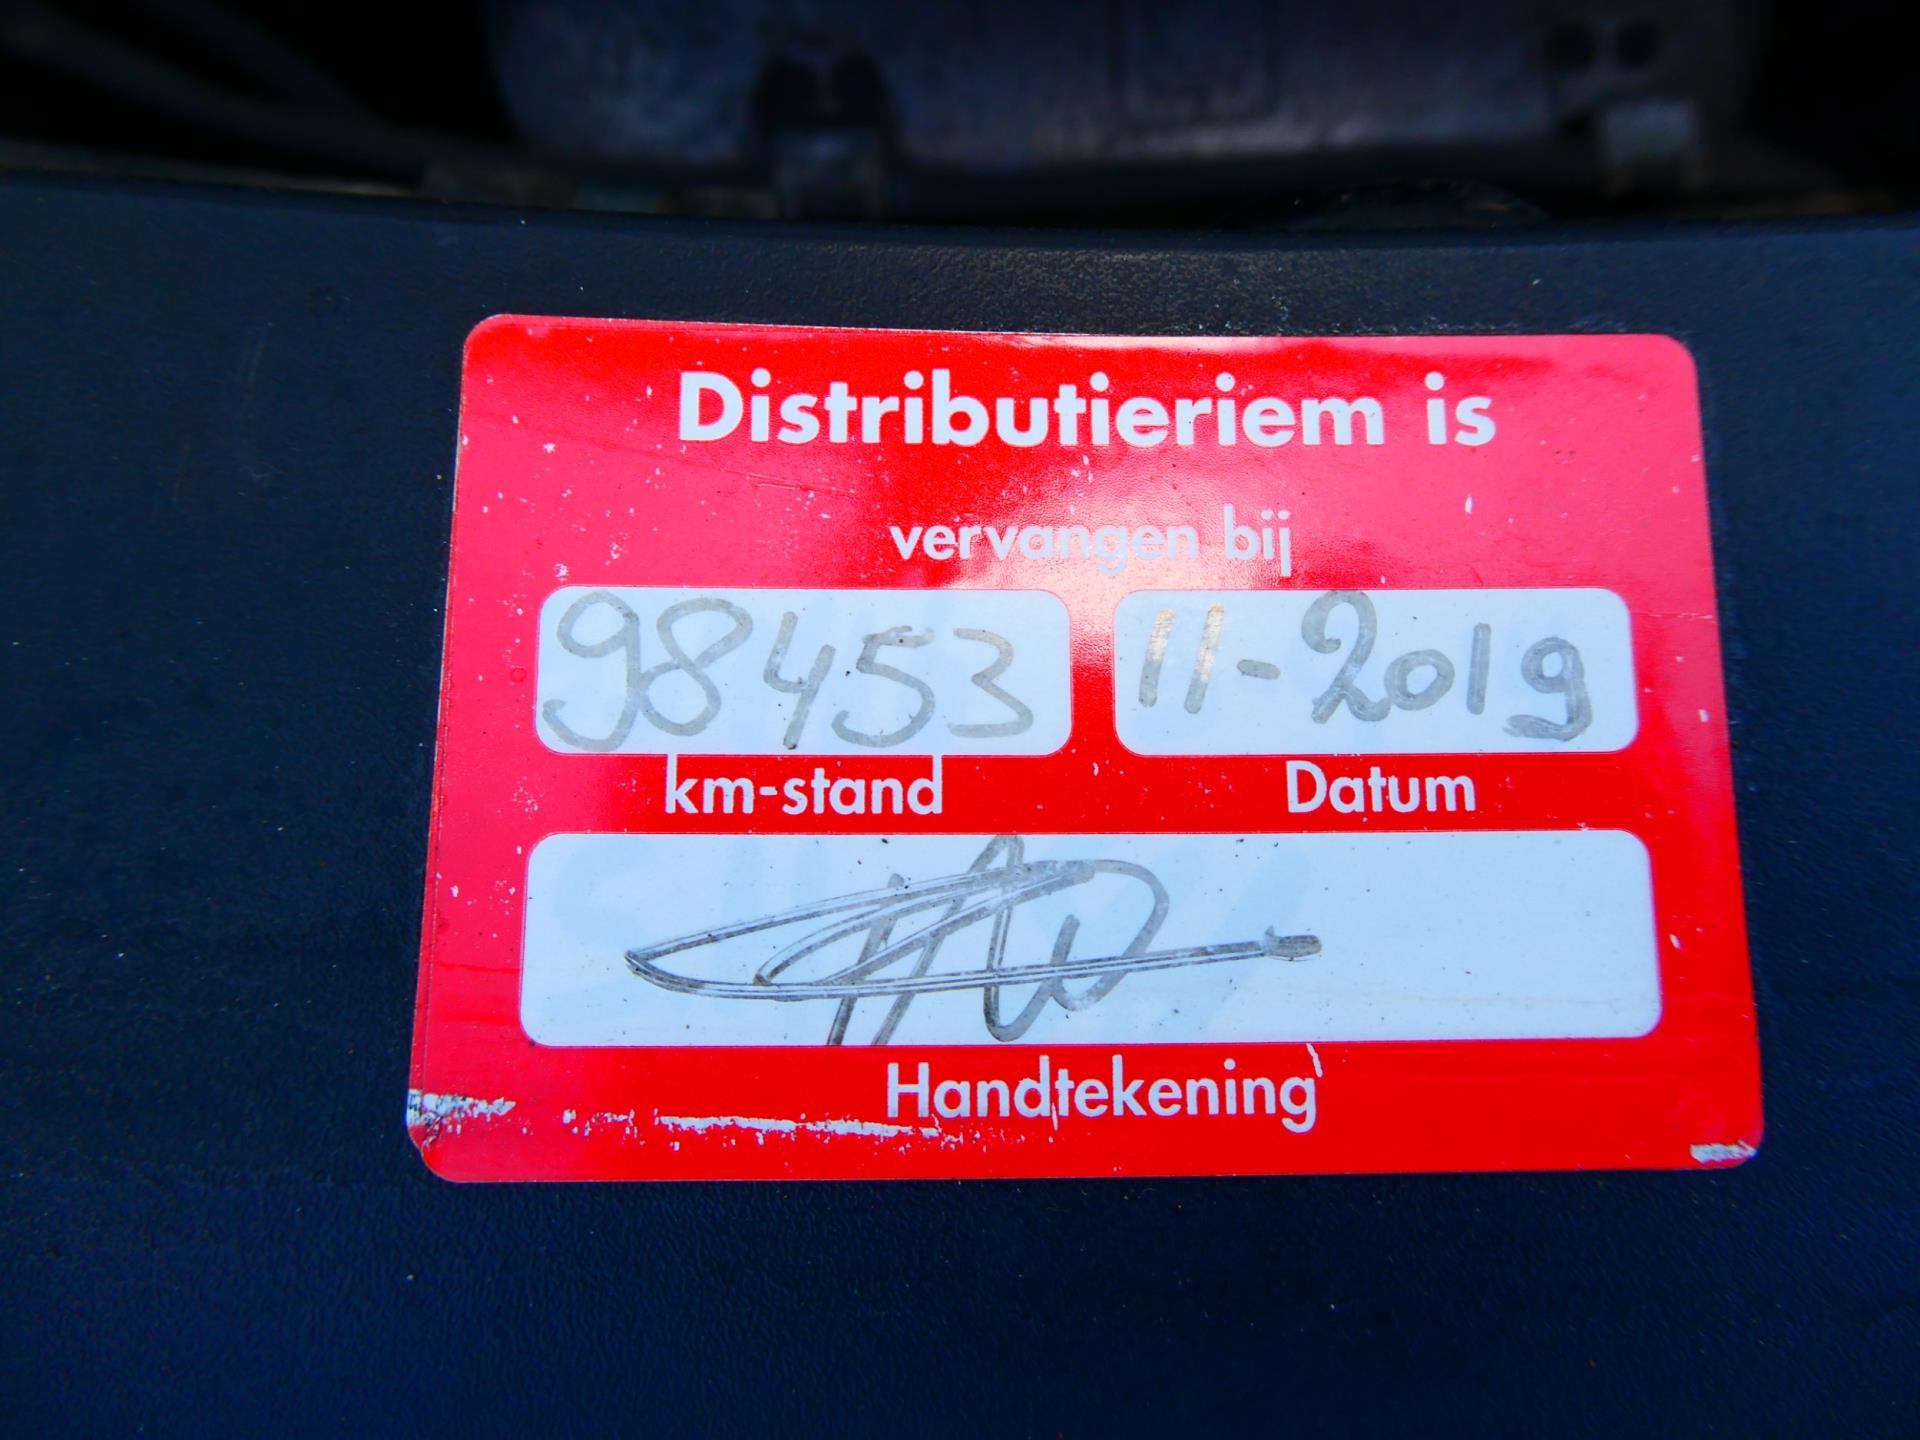 Distributieriem is
vervangen bij
98453 11-2019
km-stand Datum
Handtekening